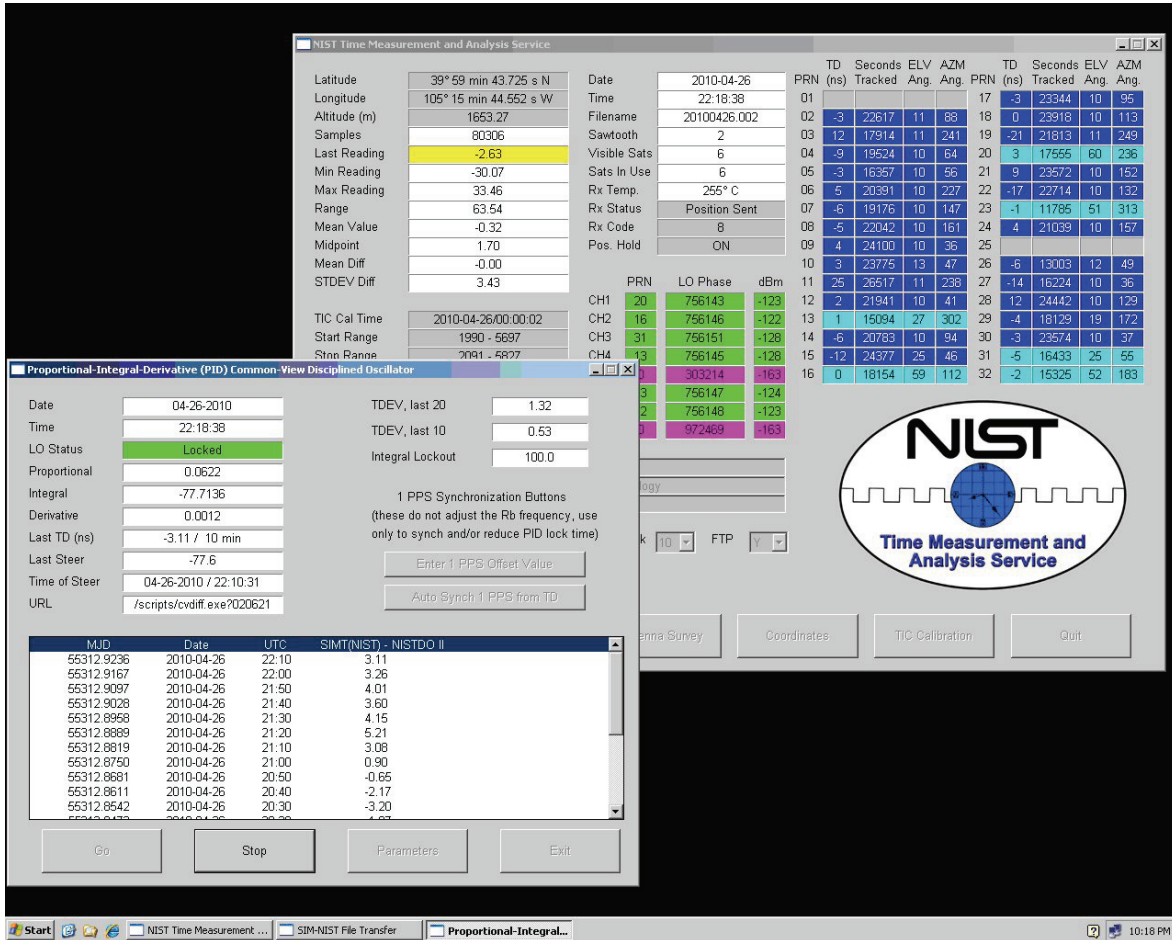 NIST Time Measurement and Analysis Service
Latitude 39° 59 min 43.725 s N
Longitude 105° 15 min 44.552 s W
Altitude (m) 1653.27
Samples 80306
Last Reading -2.63
Min Reading -30.07
Max Reading 33.46
Range 63.54
Mean Value -0.32
Midpoint 1.70
Mean Diff -0.00
STDEV Diff 3.43
TIC Cal Time 2010-04-26/00:00:02
Start Range 1990 - 5697
Stop Range 2091 - 5827
Date 2010-04-26
Time 22:18:38
Filename 20100426.002
Sawtooth 2
Visible Sats 6
Sats In Use 6
Rx Temp. 255° C
Rx Status Position Sent
Rx Code 8
Pos. Hold ON
PRN LO Phase dBm
CH1 20 756143 -123
CH2 16 756146 -122
CH3 31 756151 -128
CH4 13 756145 -128
303214 -163
3 756147 -124
2 756148 -123
972469 -163
ogy
k 10 FTP Y
TD Seconds ELV AZM
PRN (ns) Tracked Ang. Ang.
01
02 -3 22617 11 88
03 12 17914 11 241
04 -9 19524 10 64
05 -3 16357 10 56
06 5 20391 10 227
07 -6 19176 10 147
08 -5 22042 10 161
09 4 24100 10 36
10 3 23775 13 47
11 25 26517 11 238
12 2 21941 10 41
13 1 15094 27 302
14 -6 20783 10 94
15 -12 24377 25 46
16 0 18154 59 112
TD Seconds ELV AZM
PRN (ns) Tracked Ang. Ang.
17 -3 23344 10 95
18 0 23918 10 113
19 -21 21813 11 249
20 3 17555 60 236
21 9 23572 10 152
22 -17 22714 10 132
23 -1 11785 51 313
24 4 21039 10 157
25
26 -6 13003 12 49
27 -14 16224 10 36
28 12 24442 10 129
29 -4 18129 19 172
30 -3 23574 10 37
31 -5 16433 25 55
32 -2 15325 52 183
NIST
Time Measurement and
Analysis Service
enna Survey
Coordinates
TIC Calibration
Quit
Proportional-Integral-Derivative (PID) Common-View Disciplined Oscillator
Date 04-26-2010
Time 22:18:38
LO Status Locked
Proportional 0.0622
Integral -77.7136
Derivative 0.0012
Last TD (ns) -3.11 / 10 min
Last Steer -77.6
Time of Steer 04-26-2010 / 22:10:31
URL /scripts/cvdiff.exe?020621
TDEV, last 20 1.32
TDEV, last 10 0.53
Integral Lockout 100.0
1 PPS Synchronization Buttons
(these do not adjust the Rb frequency, use
only to synch and/or reduce PID lock time)
Enter 1 PPS Offset Value
Auto Synch 1 PPS from TD
MJD Date UTC SIMT(NIST) - NISTDO II
55312.9236 2010-04-26 22:10 3.11
55312.9167 2010-04-26 22:00 3.26
55312.9097 2010-04-26 21:50 4.01
55312.9028 2010-04-26 21:40 3.60
55312.8958 2010-04-26 21:30 4.15
55312.8889 2010-04-26 21:20 5.21
55312.8819 2010-04-26 21:10 3.08
55312.8750 2010-04-26 21:00 0.90
55312.8681 2010-04-26 20:50 -0.65
55312.8611 2010-04-26 20:40 -2.17
55312.8542 2010-04-26 20:30 -3.20
Go
Stop
Parameters
Exit
Start
NIST Time Measurement ...
SIM-NIST File Transfer
Proportional-Integral...
10:18 PM